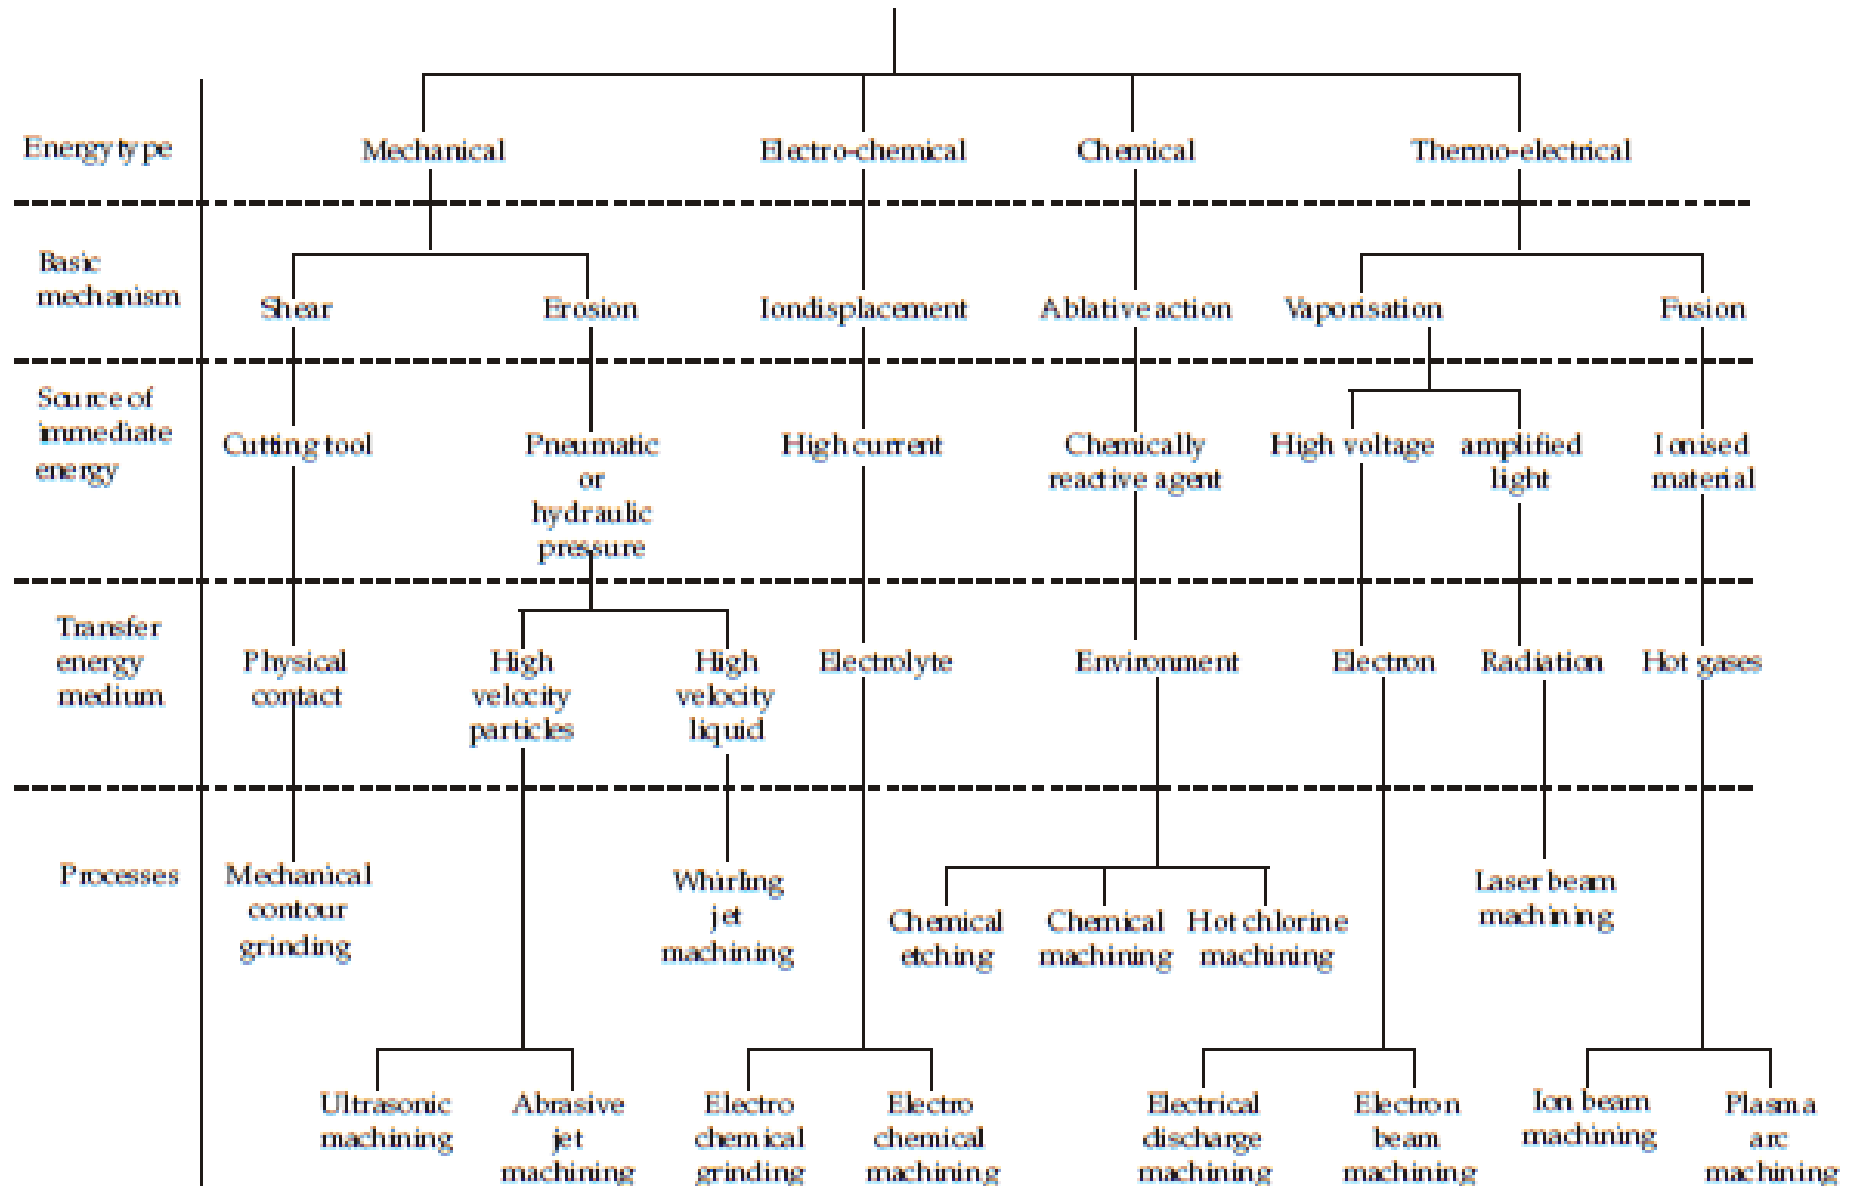 Energy type
Mechanical
Electro-chemical
Chemical
Thermo-electrical
Basic
mechanism
Shear
Erosion
Iondisplacement
Ablative action
Vaporisation
Fusion
Source of
immediate
energy
Cutting tool
Pneumatic
or
hydraulic
pressure
High current
Chemically
reactive agent
High voltage
amplified
light
Ionised
material
Transfer
energy
medium
Physical
contact
High
velocity
particles
High
velocity
liquid
Electrolyte
Environment
Electron
Radiation
Hot gases
Processes
Mechanical
contour
grinding
Whirling
jet
machining
Chemical
etching
Chemical
machining
Hot chlorine
machining
Laser beam
machining
Ultrasonic
machining
Abrasive
jet
machining
Electro
chemical
grinding
Electro
chemical
machining
Electrical
discharge
machining
Electron
beam
machining
Ion beam
machining
Plasma
arc
machining